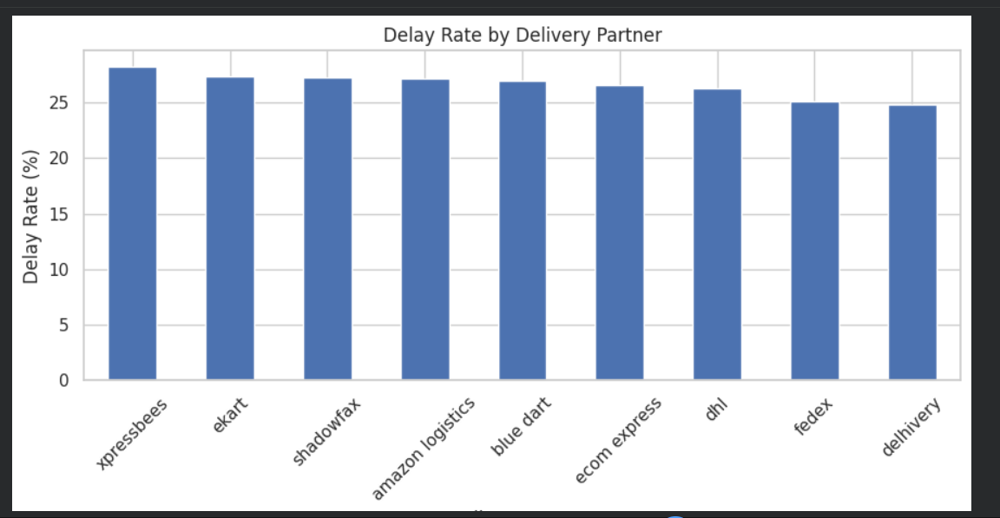 Delay Rate by Delivery Partner
Delay Rate (%)
25
20
15
10
5
0
xpressbees
ekart
shadowfax
amazon logistics
blue dart
ecom express
dhl
fedex
delhivery